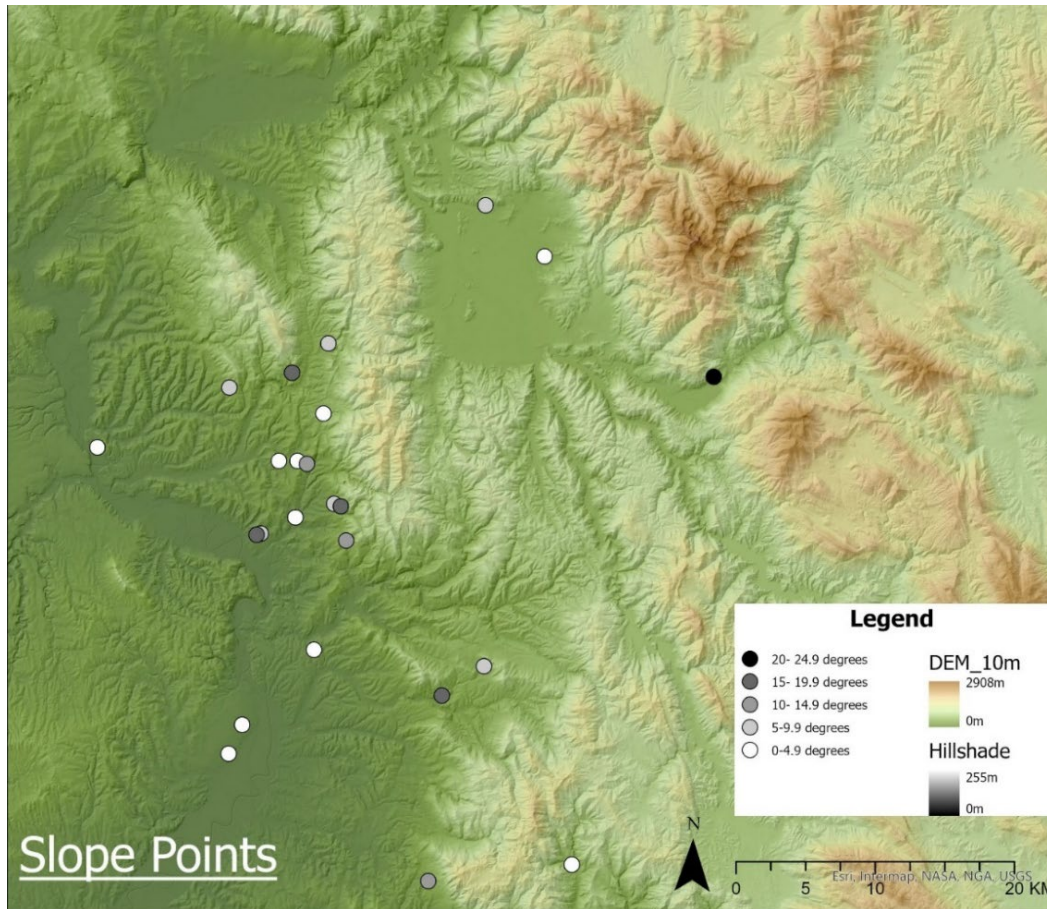 Legend
20- 24.9 degrees
15- 19.9 degrees
10- 14.9 degrees
5-9.9 degrees
0-4.9 degrees
DEM_10m
2908m
0m
Hillshade
255m
0m
Slope Points
N
0 5 10 20 KM
Esri, Intermap, NASA, NGA, USGS